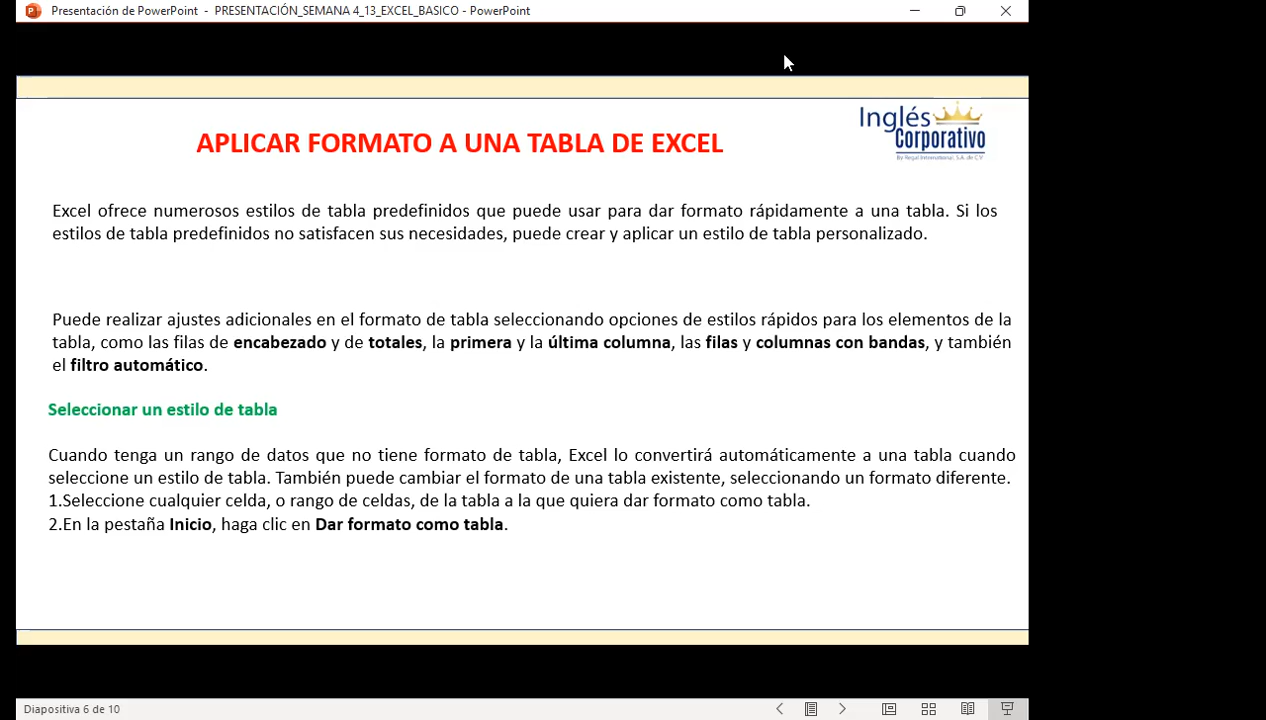 Presentación de PowerPoint - PRESENTACIÓN_SEMANA 4_13_EXCEL_BASICO - PowerPoint
Inglés
Corporativo
By Regal International, S.A. de C.V
APLICAR FORMATO A UNA TABLA DE EXCEL
Excel ofrece numerosos estilos de tabla predefinidos que puede usar para dar formato rápidamente a una tabla. Si los
estilos de tabla predefinidos no satisfacen sus necesidades, puede crear y aplicar un estilo de tabla personalizado.
Puede realizar ajustes adicionales en el formato de tabla seleccionando opciones de estilos rápidos para los elementos de la
tabla, como las filas de encabezado y de totales, la primera y la última columna, las filas y columnas con bandas, y también
el filtro automático.
Seleccionar un estilo de tabla
Cuando tenga un rango de datos que no tiene formato de tabla, Excel lo convertirá automáticamente a una tabla cuando
seleccione un estilo de tabla. También puede cambiar el formato de una tabla existente, seleccionando un formato diferente.
1.Seleccione cualquier celda, o rango de celdas, de la tabla a la que quiera dar formato como tabla.
2.En la pestaña Inicio, haga clic en Dar formato como tabla.
Diapositiva 6 de 10